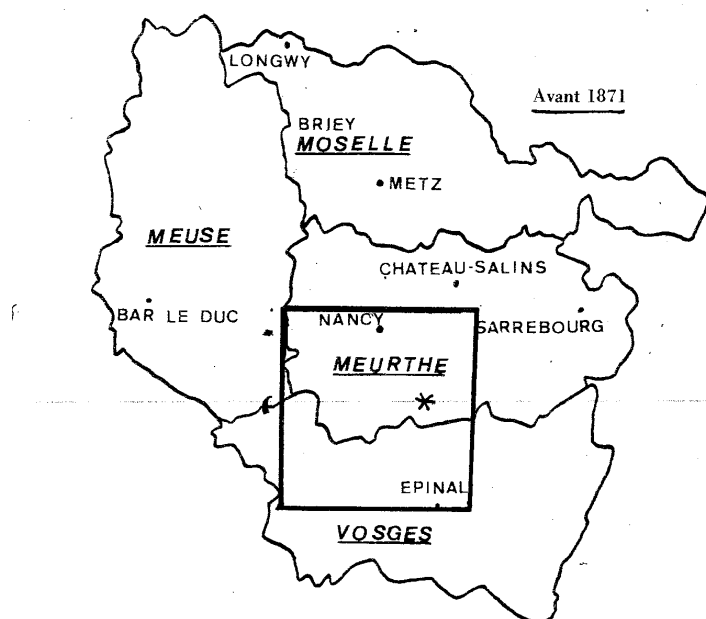 LONGWY
Avant 1871
BRIEY
MOSELLE
METZ
MEUSE
CHATEAU-SALINS
BAR LE DUC
NANCY
SARREBOURG
MEURTHE
EPINAL
VOSGES